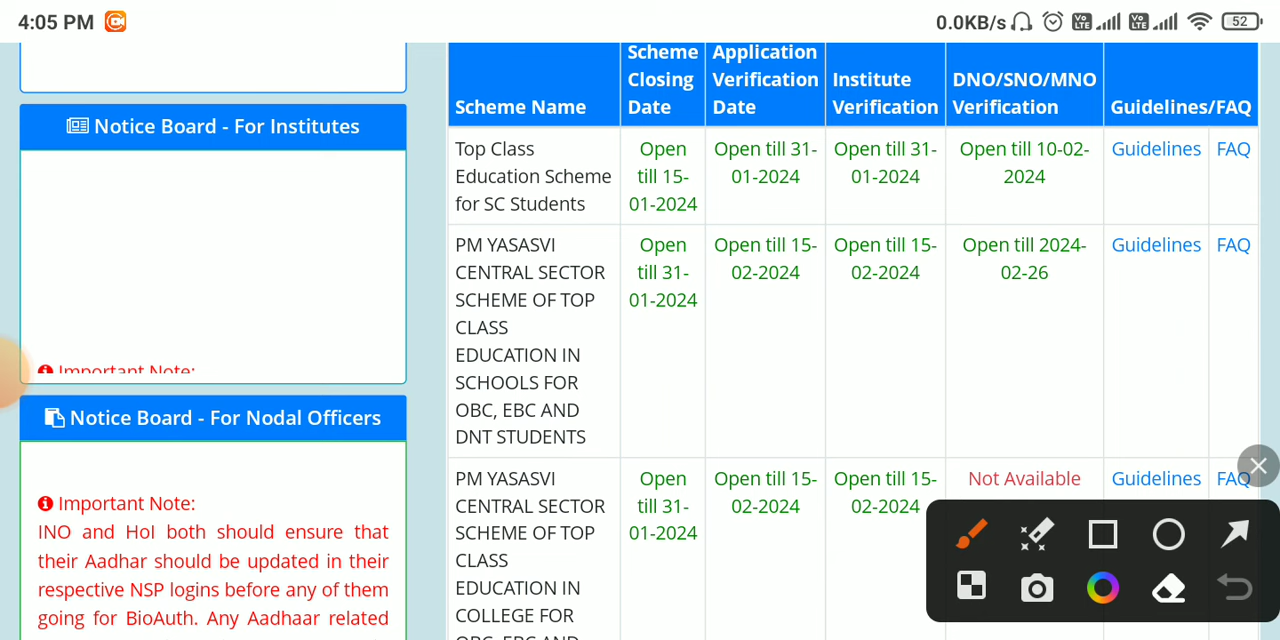 4:05 PM
0.0KB/s
Vo LTE
Vo LTE
52
Notice Board - For Institutes
Important Note:
Notice Board - For Nodal Officers
Important Note:
INO and HoI both should ensure that
their Aadhar should be updated in their
respective NSP logins before any of them
going for BioAuth. Any Aadhaar related
Scheme Name
Scheme
Closing
Date
Application
Verification
Date
Institute
Verification
DNO/SNO/MNO
Verification
Guidelines/FAQ
Top Class
Education Scheme
for SC Students
Open
till 15-
01-2024
Open till 31-
01-2024
Open till 31-
01-2024
Open till 10-02-
2024
Guidelines
FAQ
PM YASASVI
CENTRAL SECTOR
SCHEME OF TOP
CLASS
EDUCATION IN
SCHOOLS FOR
OBC, EBC AND
DNT STUDENTS
Open
till 31-
01-2024
Open till 15-
02-2024
Open till 15-
02-2024
Open till 2024-
02-26
Guidelines
FAQ
PM YASASVI
CENTRAL SECTOR
SCHEME OF TOP
CLASS
EDUCATION IN
COLLEGE FOR
OBC, EBC AND
Open
till 31-
01-2024
Open till 15-
02-2024
Open till 15-
02-2024
Not Available
Guidelines
FAQ